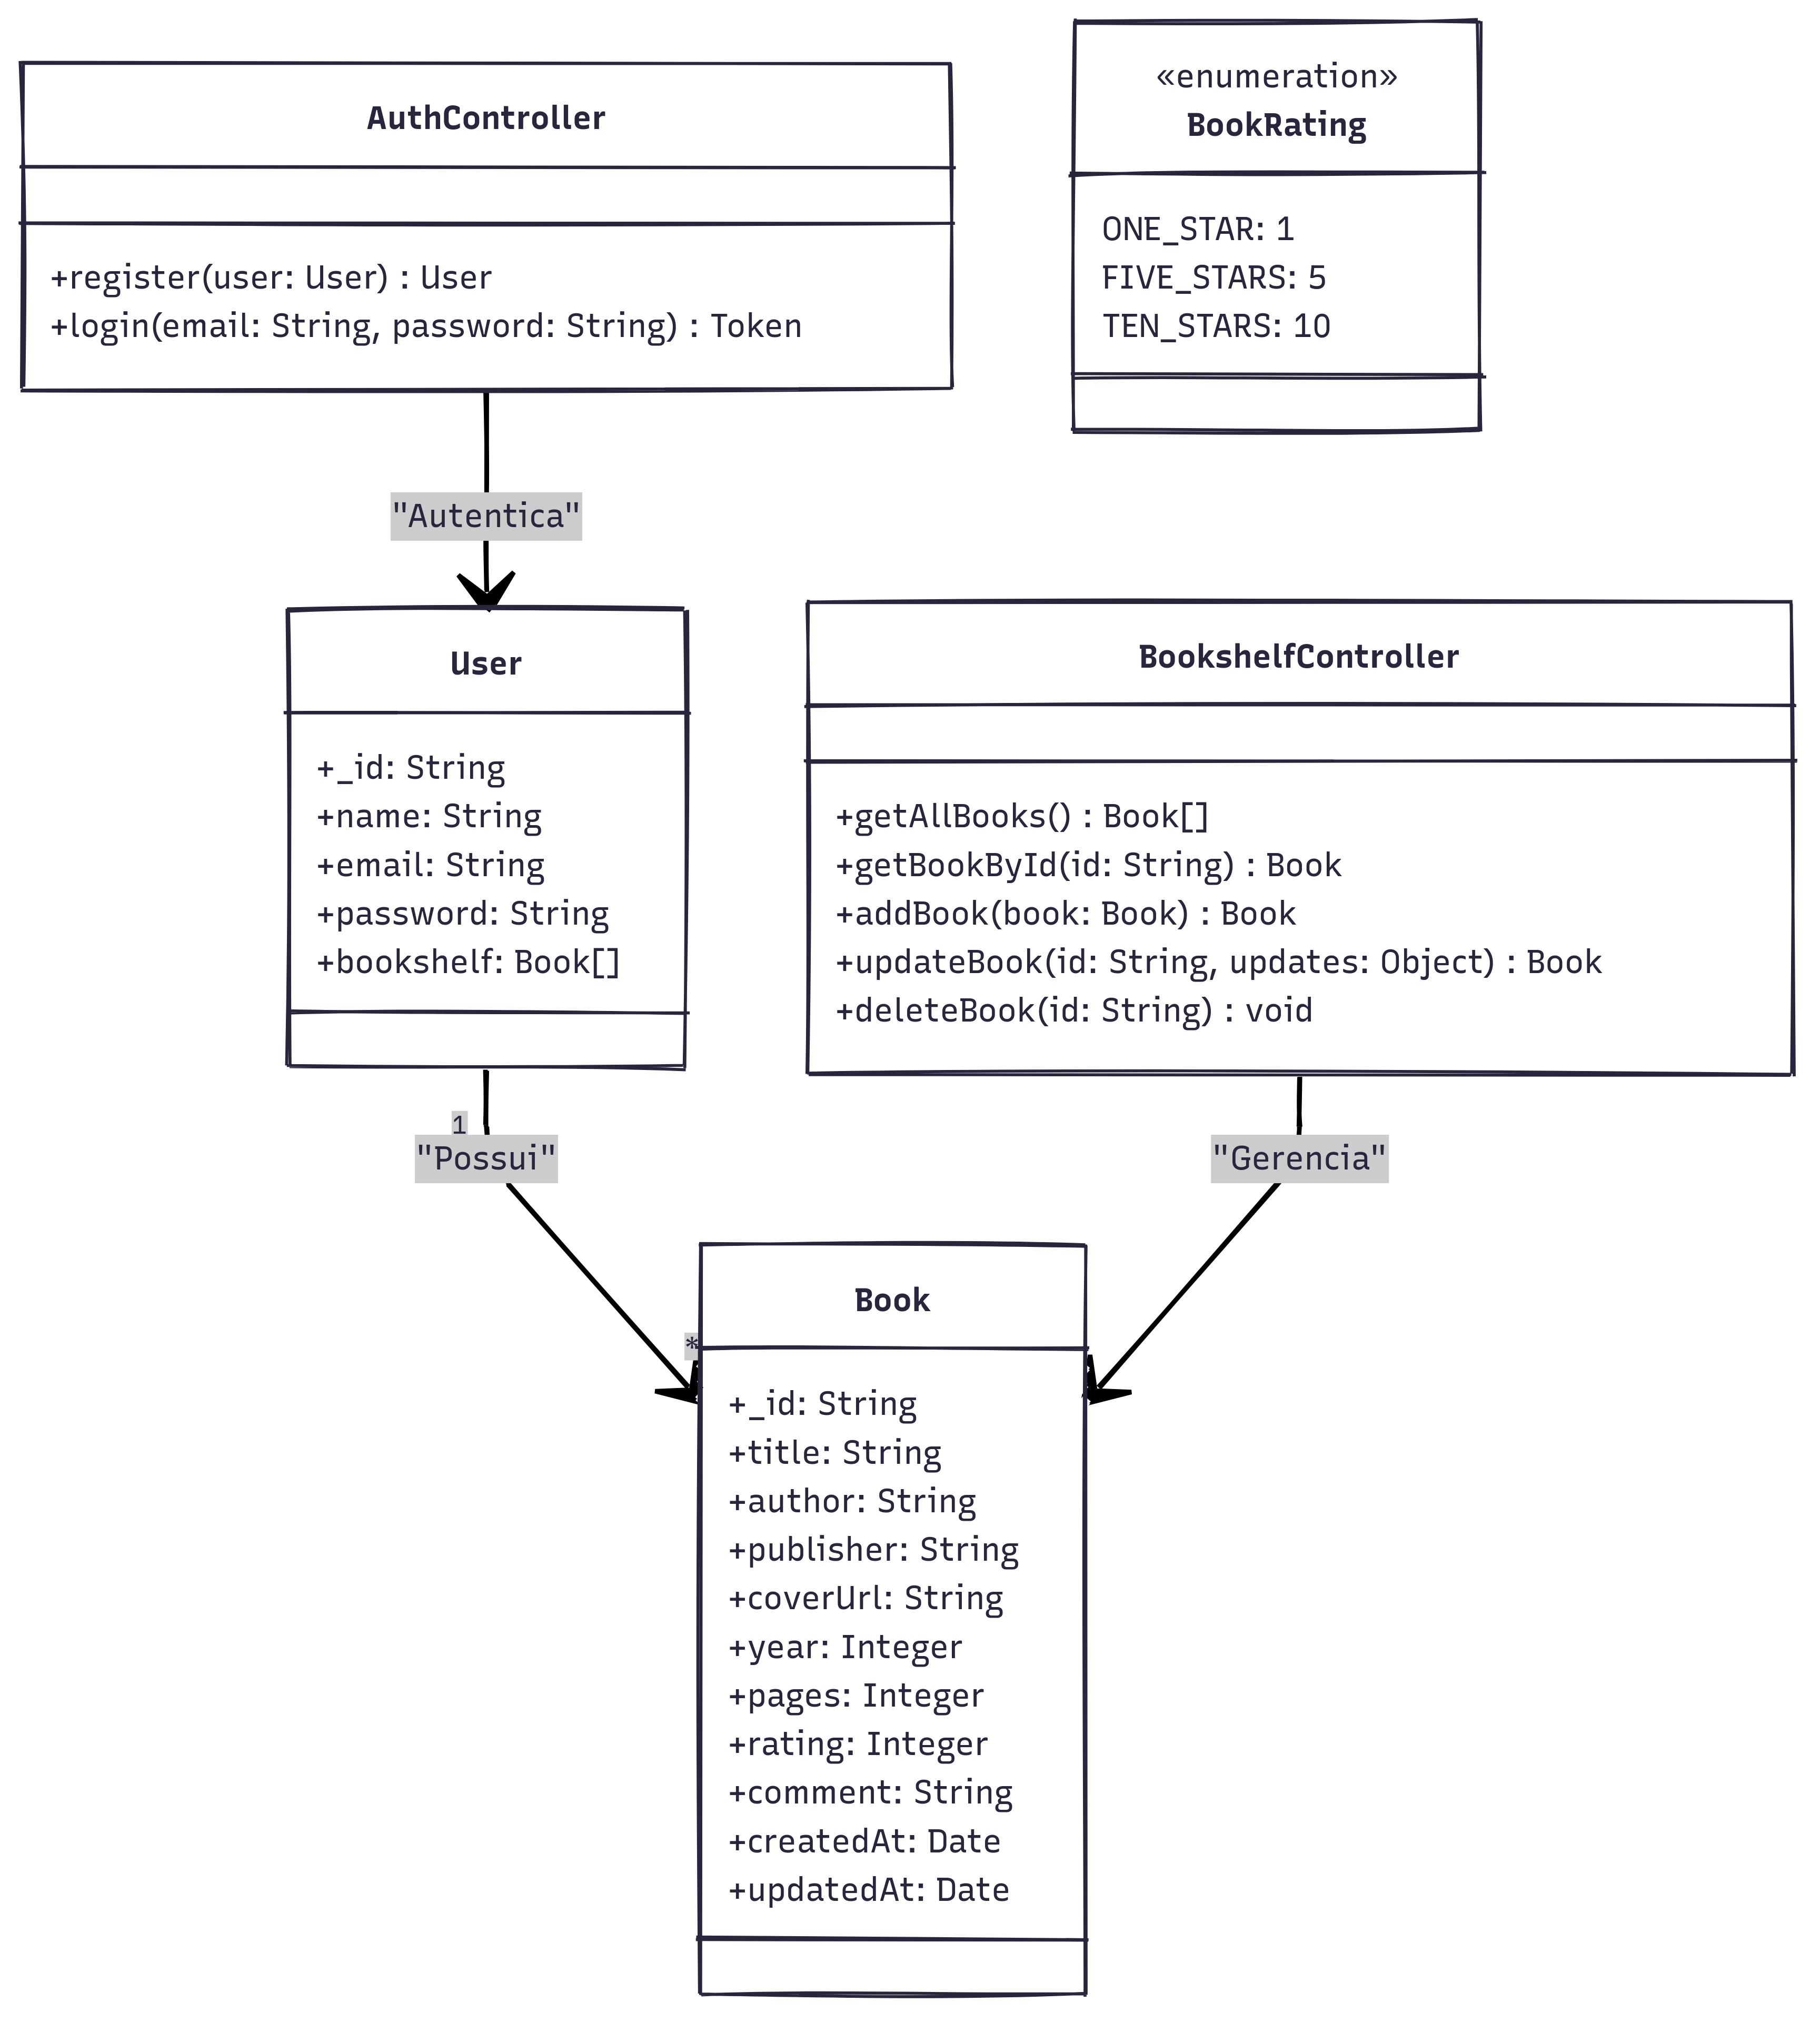 AuthController
+register(user: User) : User
+login(email: String, password: String) : Token
«enumeration»
BookRating
ONE_STAR: 1
FIVE_STARS: 5
TEN_STARS: 10
"Autentica"
User
+_id: String
+name: String
+email: String
+password: String
+bookshelf: Book[]
BookshelfController
+getAllBooks() : Book[]
+getBookById(id: String) : Book
+addBook(book: Book) : Book
+updateBook(id: String, updates: Object) : Book
+deleteBook(id: String) : void
1
"Possui"
"Gerencia"
*
Book
+_id: String
+title: String
+author: String
+publisher: String
+coverUrl: String
+year: Integer
+pages: Integer
+rating: Integer
+comment: String
+createdAt: Date
+updatedAt: Date